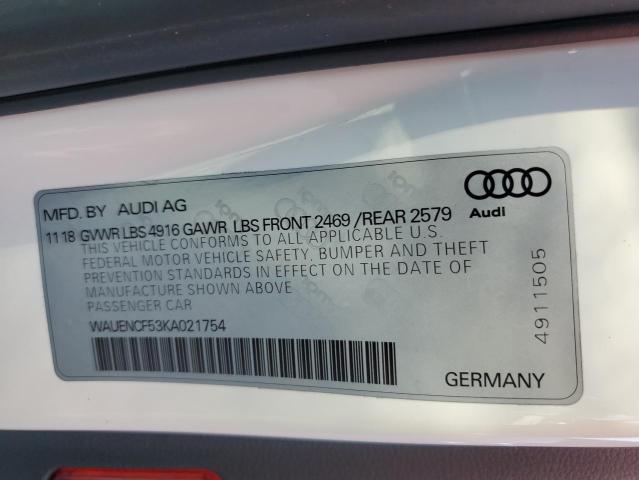 MFD. BY AUDI AG
11 18 GVWR LBS 4916 GAWR LBS FRONT 2469 /REAR 2579
THIS VEHICLE CONFORMS TO ALL APPLICABLE U.S.
FEDERAL MOTOR VEHICLE SAFETY, BUMPER AND THEFT
PREVENTION STANDARDS IN EFFECT ON THE DATE OF
MANUFACTURE SHOWN ABOVE
PASSENGER CAR
WAUENCF53KA021754
Audi
4911505
GERMANY